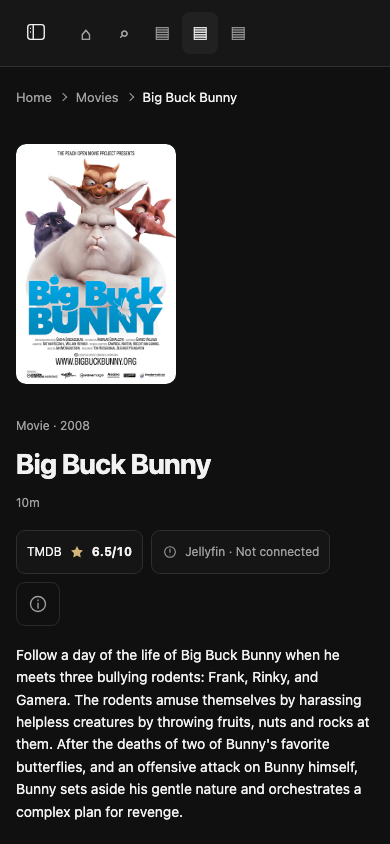 Home > Movies > Big Buck Bunny
THE PEACH OPEN MOVIE PROJECT PRESENTS
Big Buck
BUNNY
WWW.BIGBUCKBUNNY.ORG
Movie · 2008
Big Buck Bunny
10m
TMDB ★ 6.5/10
Jellyfin · Not connected
Follow a day of the life of Big Buck Bunny when he
meets three bullying rodents: Frank, Rinky, and
Gamera. The rodents amuse themselves by harassing
helpless creatures by throwing fruits, nuts and rocks at
them. After the deaths of two of Bunny's favorite
butterflies, and an offensive attack on Bunny himself,
Bunny sets aside his gentle nature and orchestrates a
complex plan for revenge.